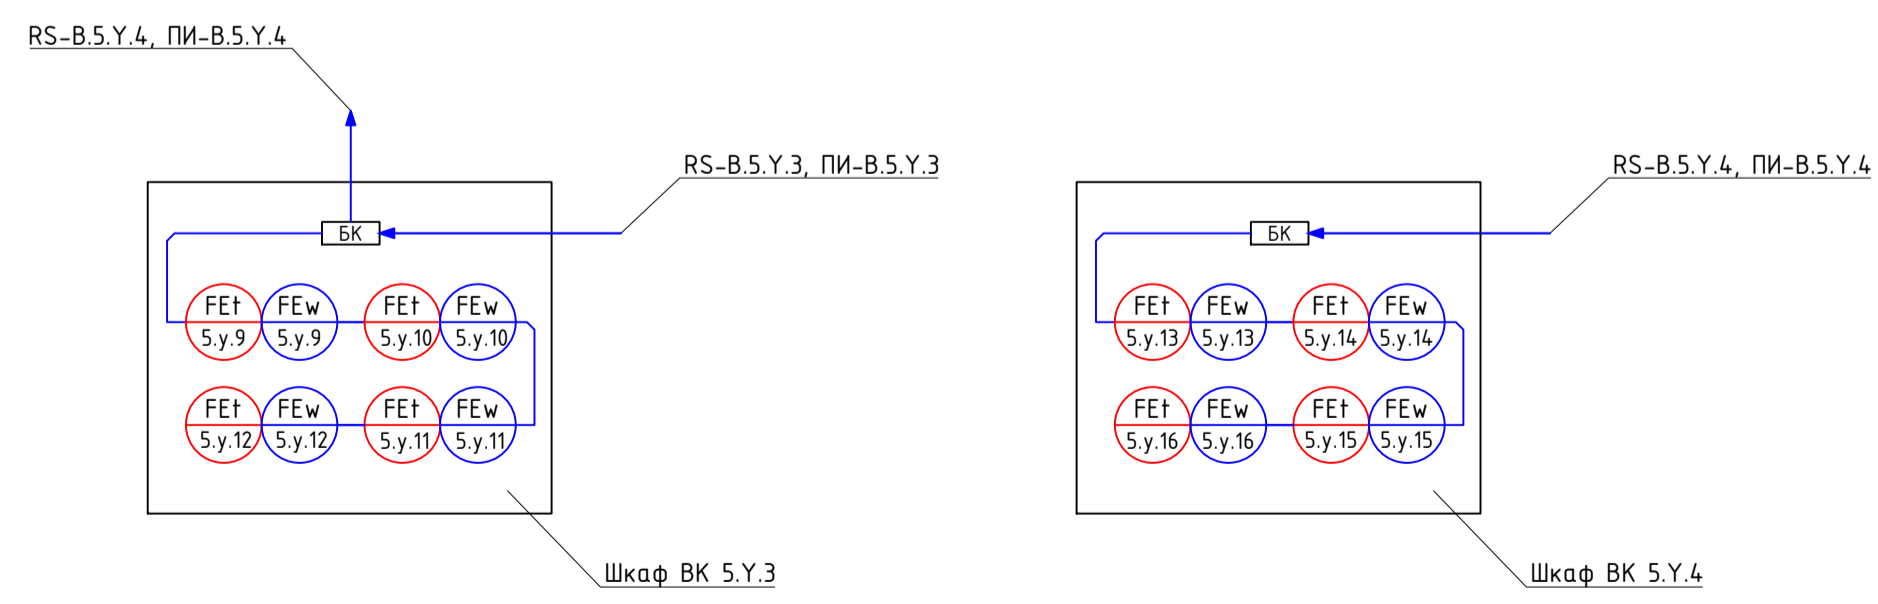 RS-В.5.Y.4, ПИ-В.5.Y.4
RS-В.5.Y.3, ПИ-В.5.Y.3
БК
FEt FEw FEt FEw
5.у.9 5.у.9 5.у.10 5.у.10
FEt FEw FEt FEw
5.у.12 5.у.12 5.у.11 5.у.11
Шкаф ВК 5.Y.3
RS-В.5.Y.4, ПИ-В.5.Y.4
БК
FEt FEw FEt FEw
5.у.13 5.у.13 5.у.14 5.у.14
FEt FEw FEt FEw
5.у.16 5.у.16 5.у.15 5.у.15
Шкаф ВК 5.Y.4